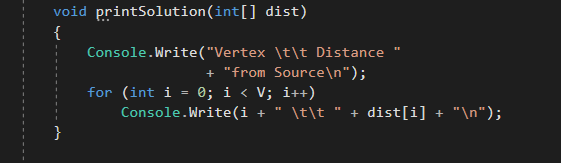 void printSolution(int[] dist)
{
Console.Write("Vertex \t\t Distance "
+ "from Source\n");
for (int i = 0; i < V; i++)
Console.Write(i + " \t\t " + dist[i] + "\n");
}